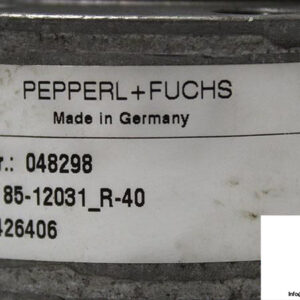 PEPPERL+FUCHS
Made in Germany
r.: 048298
85-12031_R-40
426406